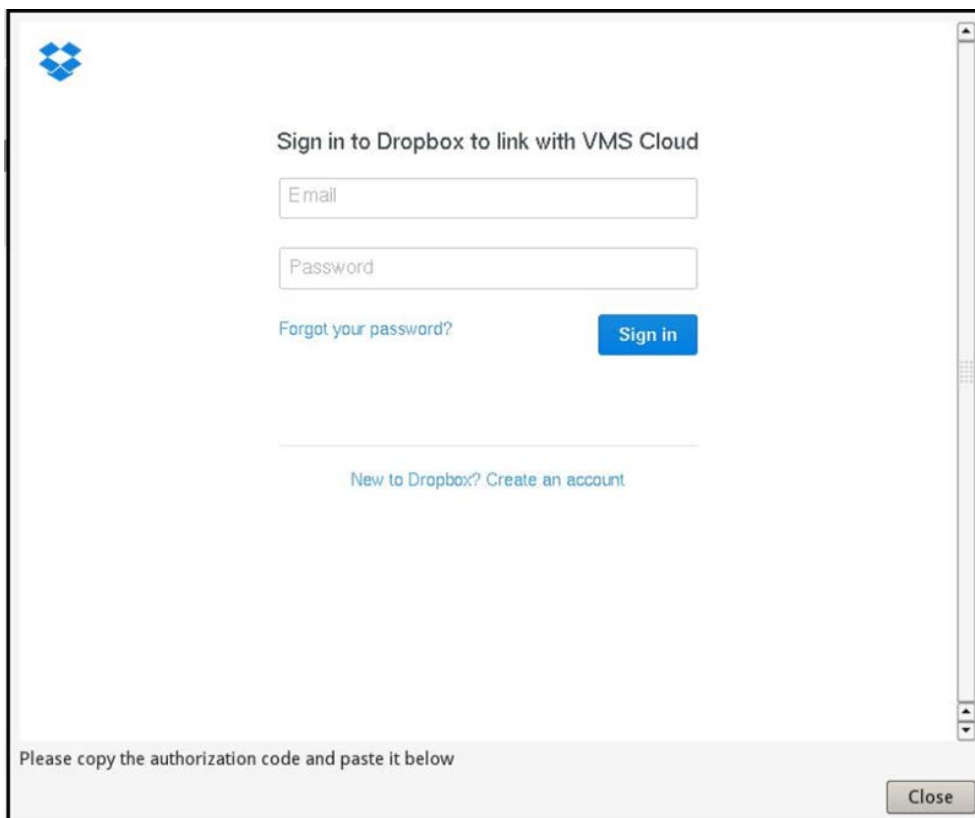 Sign in to Dropbox to link with VMS Cloud
Email
Password
Forgot your password?
Sign in
New to Dropbox? Create an account
Please copy the authorization code and paste it below
Close